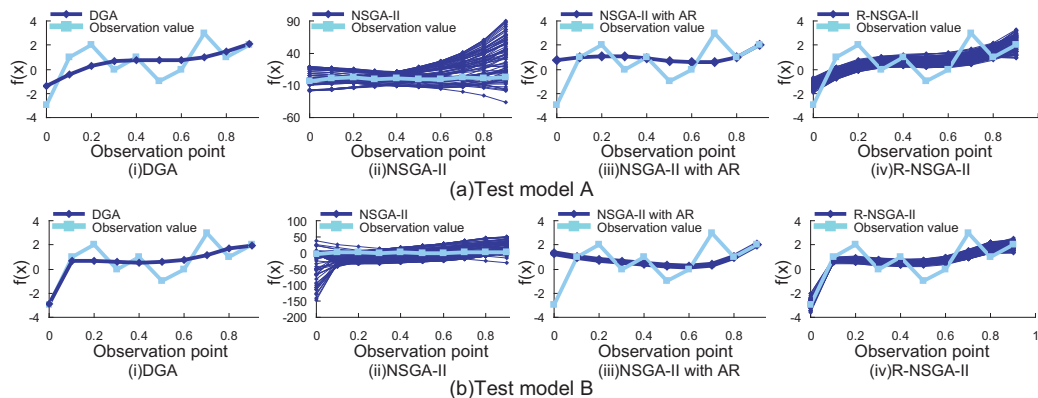 DGA
Observation value
f(x)
4
2
0
-2
-4
0 0.2 0.4 0.6 0.8
Observation point
(i)DGA
NSGA-II
Observation value
f(x)
90
40
-10
-60
0 0.2 0.4 0.6 0.8
Observation point
(ii)NSGA-II
NSGA-II with AR
Observation value
f(x)
4
2
0
-2
-4
0 0.2 0.4 0.6 0.8
Observation point
(iii)NSGA-II with AR
R-NSGA-II
Observation value
f(x)
4
2
0
-2
-4
0 0.2 0.4 0.6 0.8
Observation point
(iv)R-NSGA-II
(a)Test model A
DGA
Observation value
f(x)
4
2
0
-2
-4
0 0.2 0.4 0.6 0.8
Observation point
(i)DGA
NSGA-II
Observation value
f(x)
100
50
0
-50
-100
-150
-200
0 0.2 0.4 0.6 0.8
Observation point
(ii)NSGA-II
NSGA-II with AR
Observation value
f(x)
4
2
0
-2
-4
0 0.2 0.4 0.6 0.8
Observation point
(iii)NSGA-II with AR
R-NSGA-II
Observation value
f(x)
4
2
0
-2
-4
0 0.2 0.4 0.6 0.8 1
Observation point
(iv)R-NSGA-II
(b)Test model B